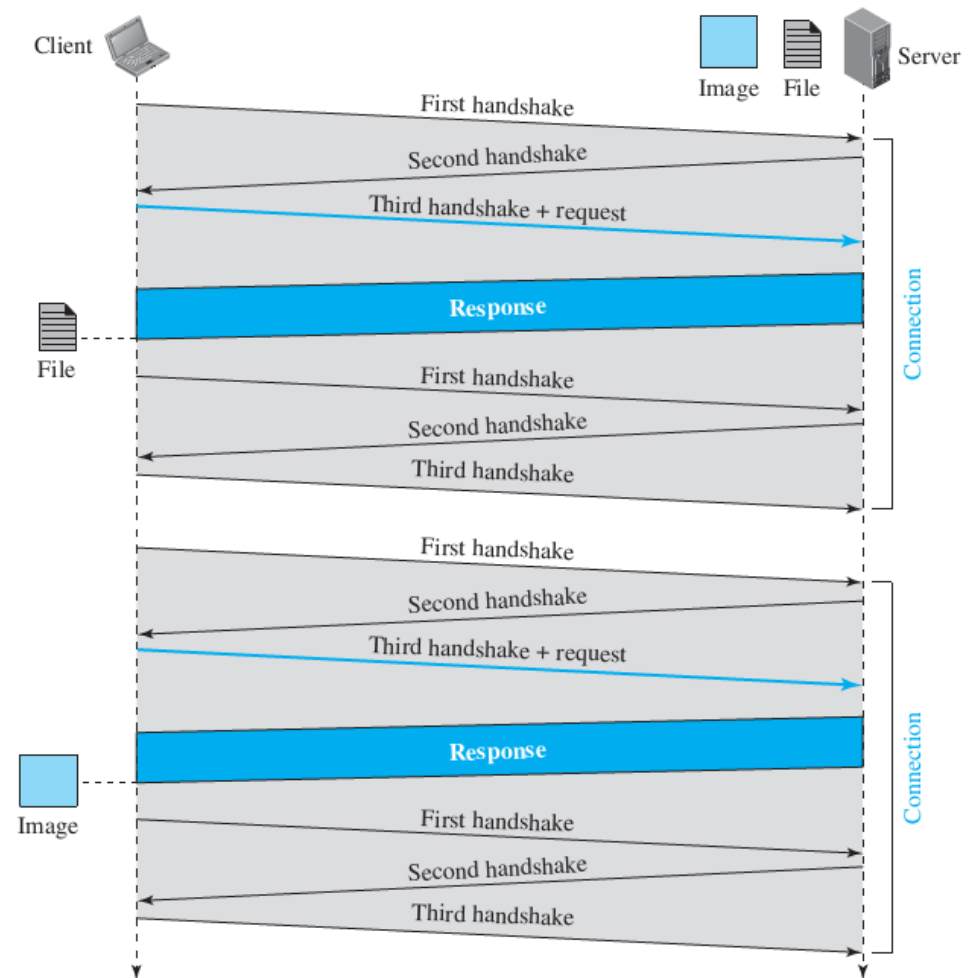 Client
Image
File
Server
First handshake
Second handshake
Third handshake + request
Response
File
First handshake
Second handshake
Third handshake
Connection
First handshake
Second handshake
Third handshake + request
Response
Image
First handshake
Second handshake
Third handshake
Connection